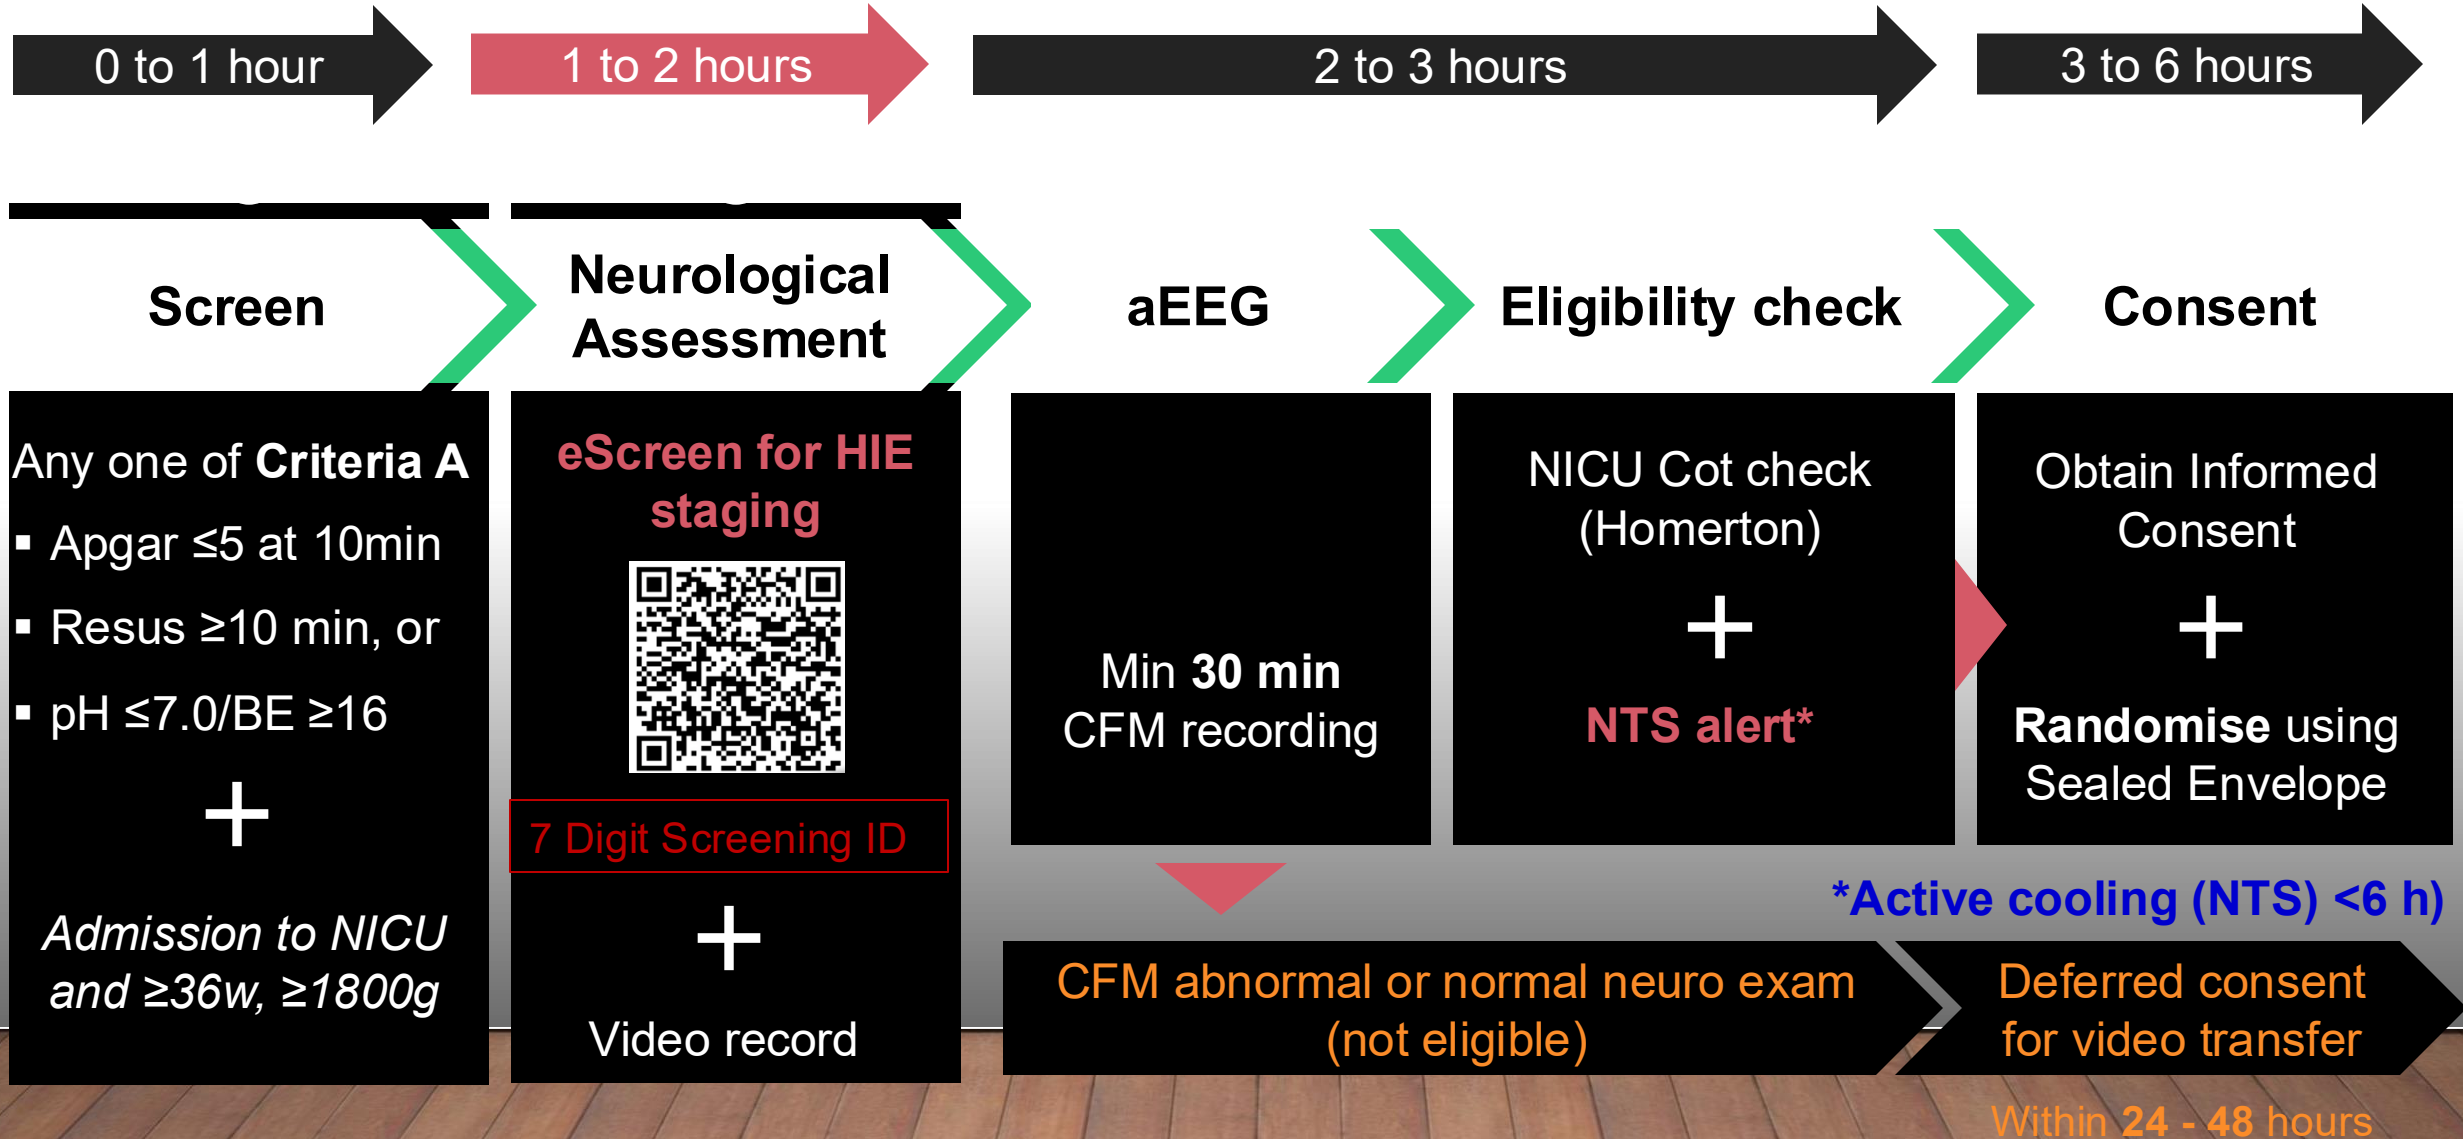 0 to 1 hour
1 to 2 hours
2 to 3 hours
3 to 6 hours
Screen
Neurological
Assessment
aEEG
Eligibility check
Consent
Any one of Criteria A
▪ Apgar ≤5 at 10min
▪ Resus ≥10 min, or
▪ pH ≤7.0/BE ≥16
+
Admission to NICU
and ≥36w, ≥1800g
eScreen for HIE
staging
7 Digit Screening ID
+
Video record
Min 30 min
CFM recording
NICU Cot check
(Homerton)
+
NTS alert*
Obtain Informed
Consent
+
Randomise using
Sealed Envelope
*Active cooling (NTS) <6 h)
CFM abnormal or normal neuro exam
(not eligible)
Deferred consent
for video transfer
Within 24 - 48 hours